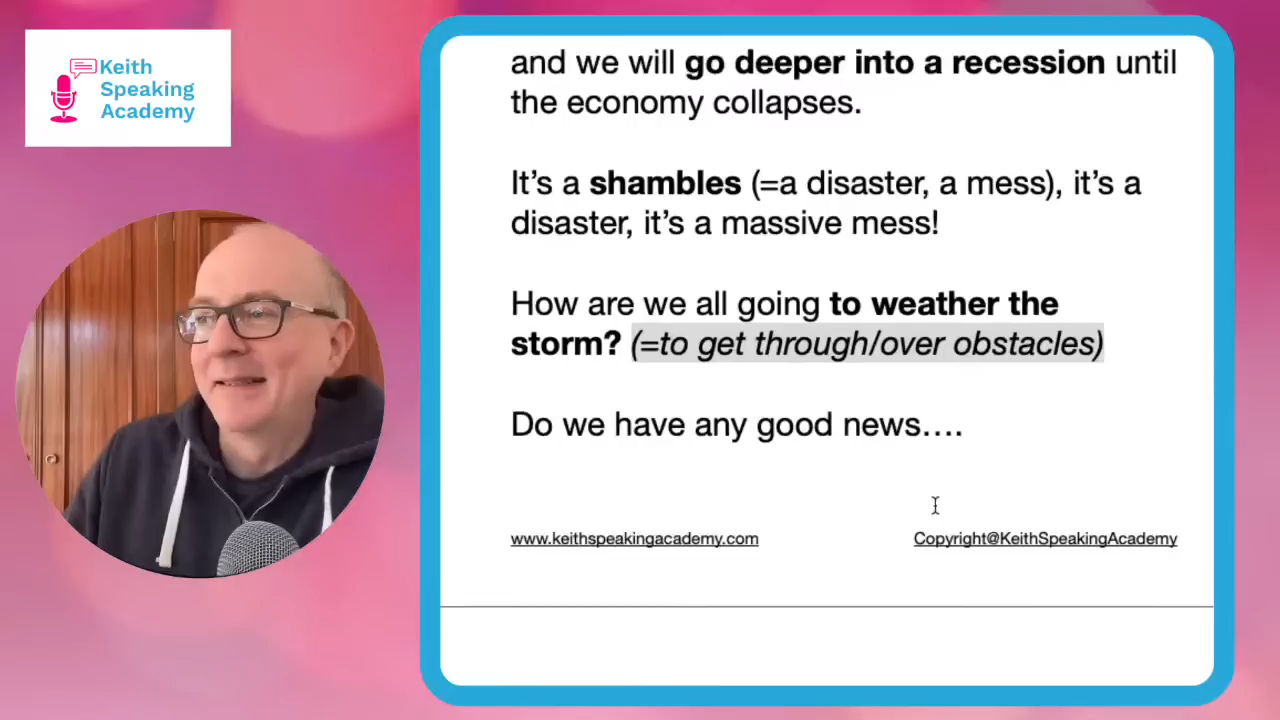 Keith
Speaking
Academy
and we will go deeper into a recession until
the economy collapses.
It’s a shambles (=a disaster, a mess), it’s a
disaster, it’s a massive mess!
How are we all going to weather the
storm? (=to get through/over obstacles)
Do we have any good news….
www.keithspeakingacademy.com
Copyright@KeithSpeakingAcademy